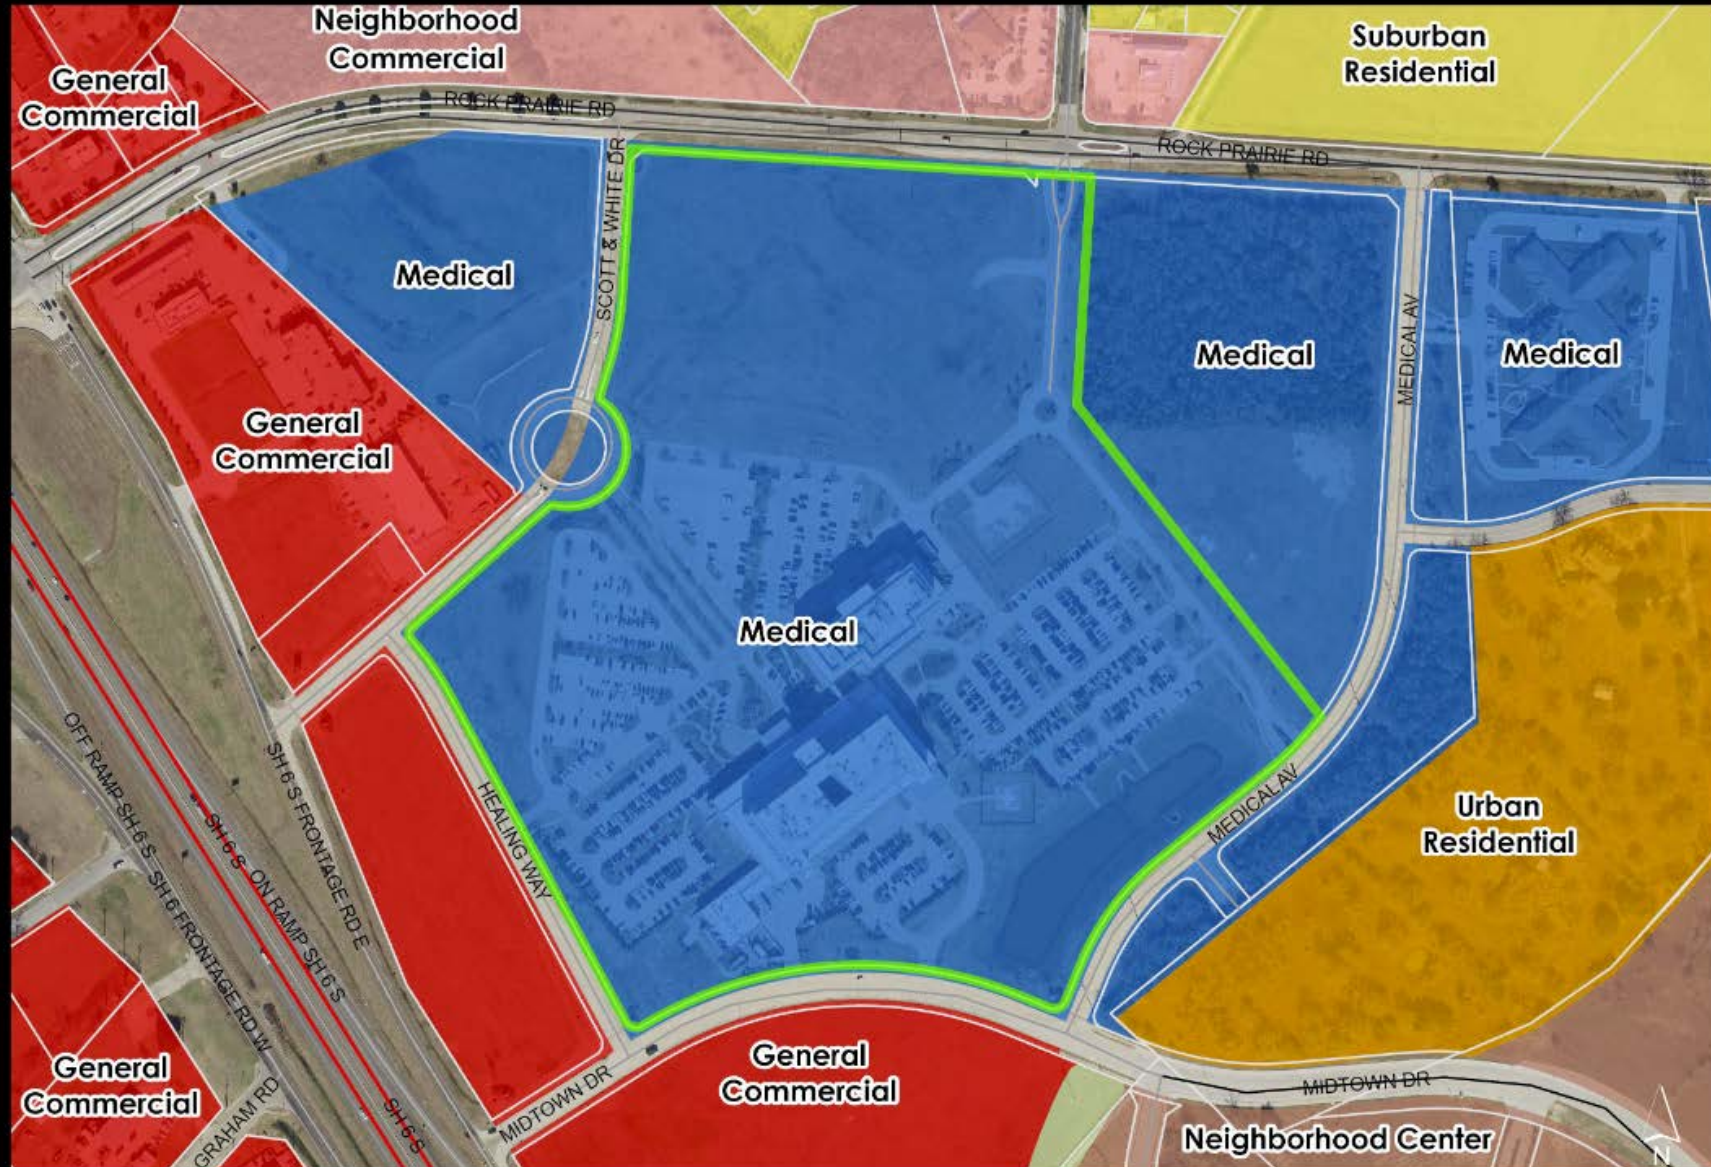 Neighborhood
Commercial
Suburban
Residential
General
Commercial
ROCK PRAIRIE RD
ROCK PRAIRIE RD
SCOTT & WHITE DR
Medical
Medical
Medical
MEDICAL AV
General
Commercial
Medical
OFF RAMP SH 6 S
SH 6 S FRONTAGE RD E
HEALING WAY
MEDICAL AV
Urban
Residential
SH 6 S
ON RAMP SH 6 S
SH 6 FRONTAGE RD W
General
Commercial
General
Commercial
GRAHAM RD
SH 6 S
MIDTOWN DR
MIDTOWN DR
Neighborhood Center
N